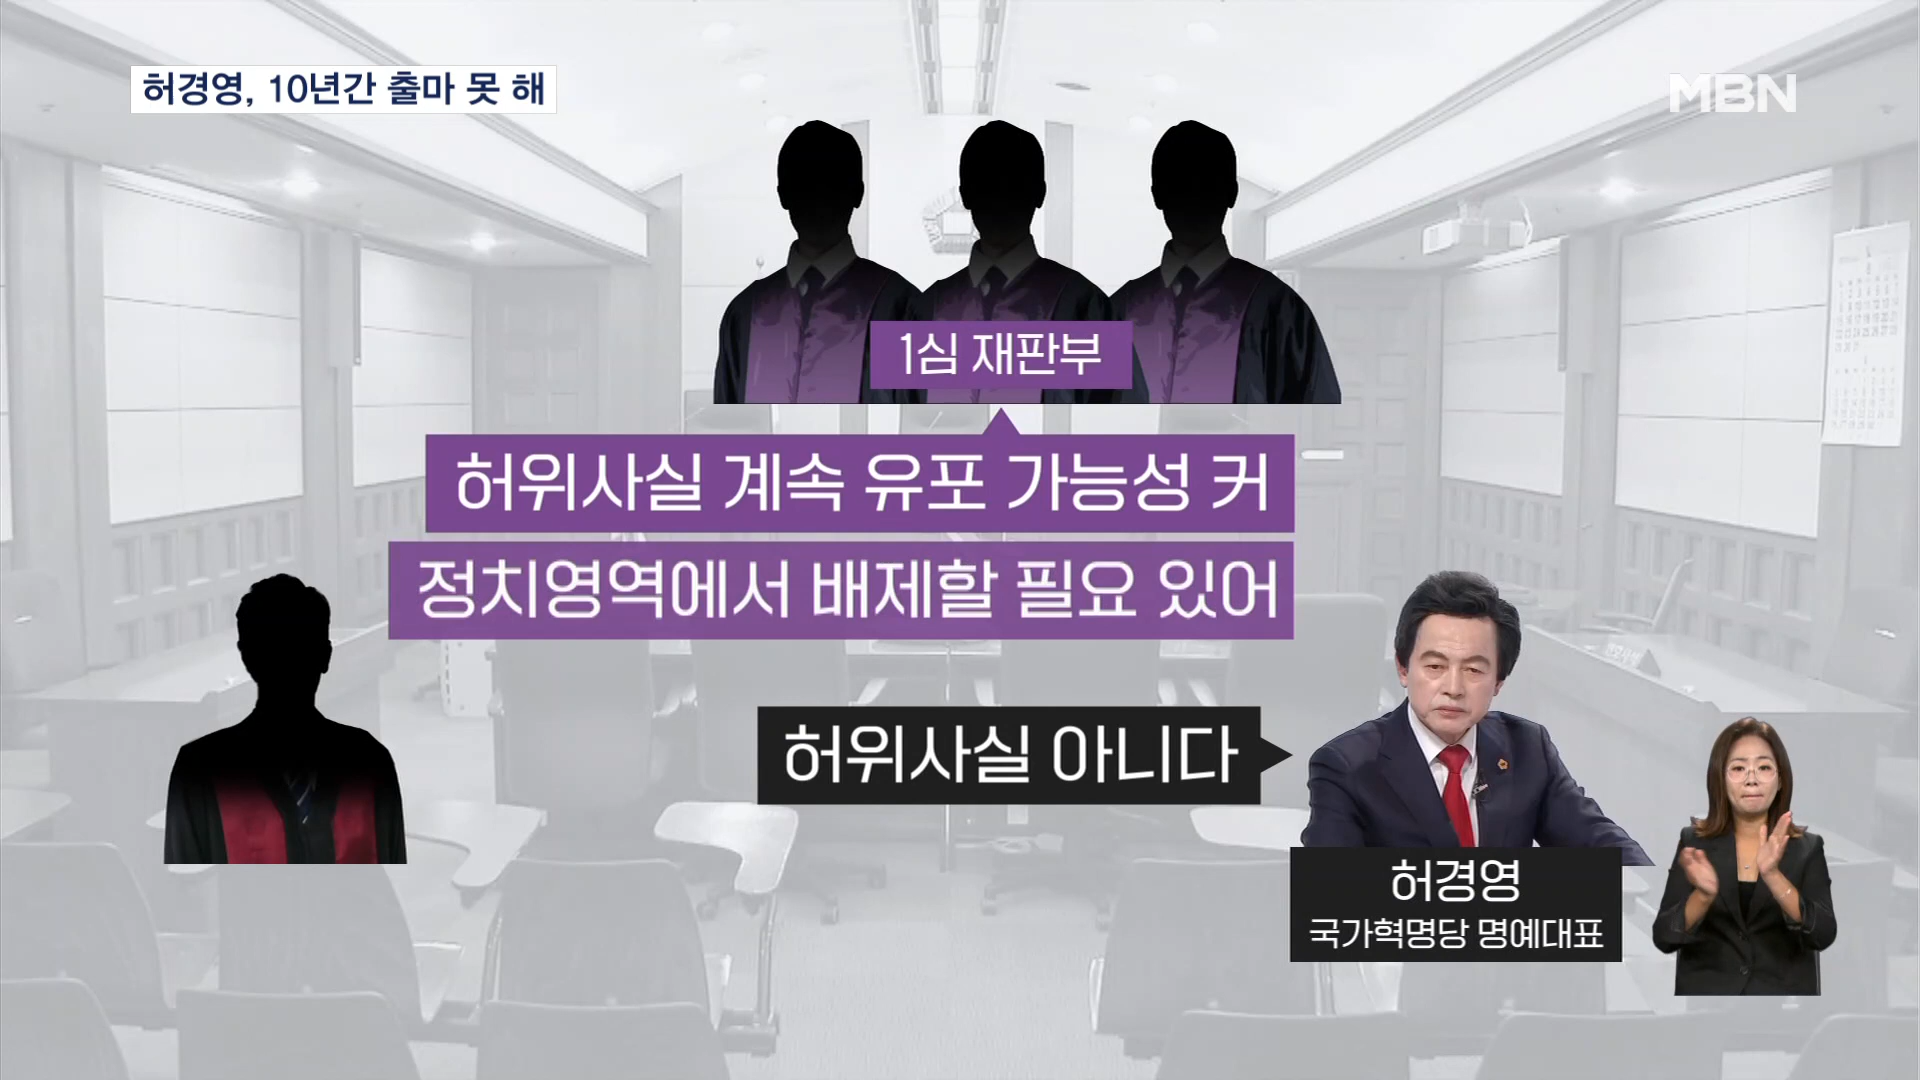 허경영, 10년간 출마 못 해
MBN
1심 재판부
허위사실 계속 유포 가능성 커
정치영역에서 배제할 필요 있어
허위사실 아니다
허경영
국가혁명당 명예대표